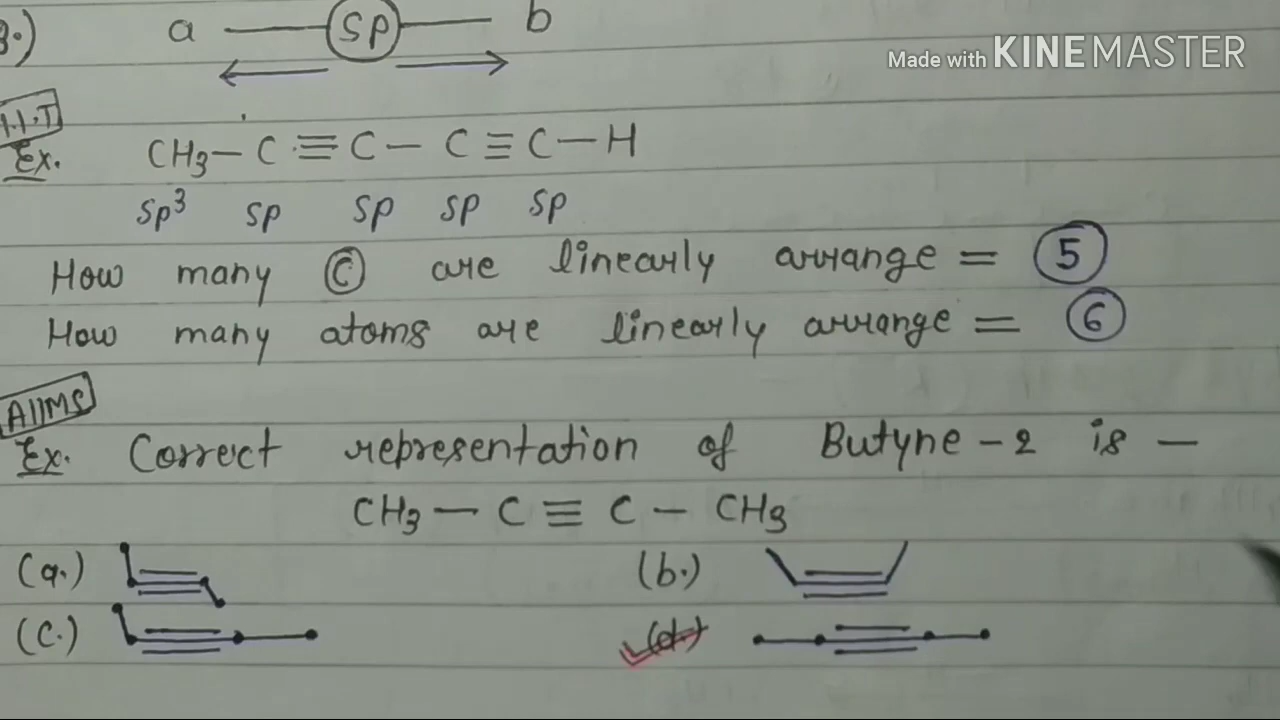 3.) a — sp — b
Made with KINEMASTER
I.I.T
Ex. CH₃ — C ≡ C — C ≡ C — H
sp³ sp sp sp sp
How many Ⓒ are linearly arrange = ⑤
How many atoms are linearly arrange = ⑥
AIIMS
Ex. Correct representation of Butyne - 2 is —
CH₃ — C ≡ C — CH₃
(a.) (b.)
(c.) (d.)